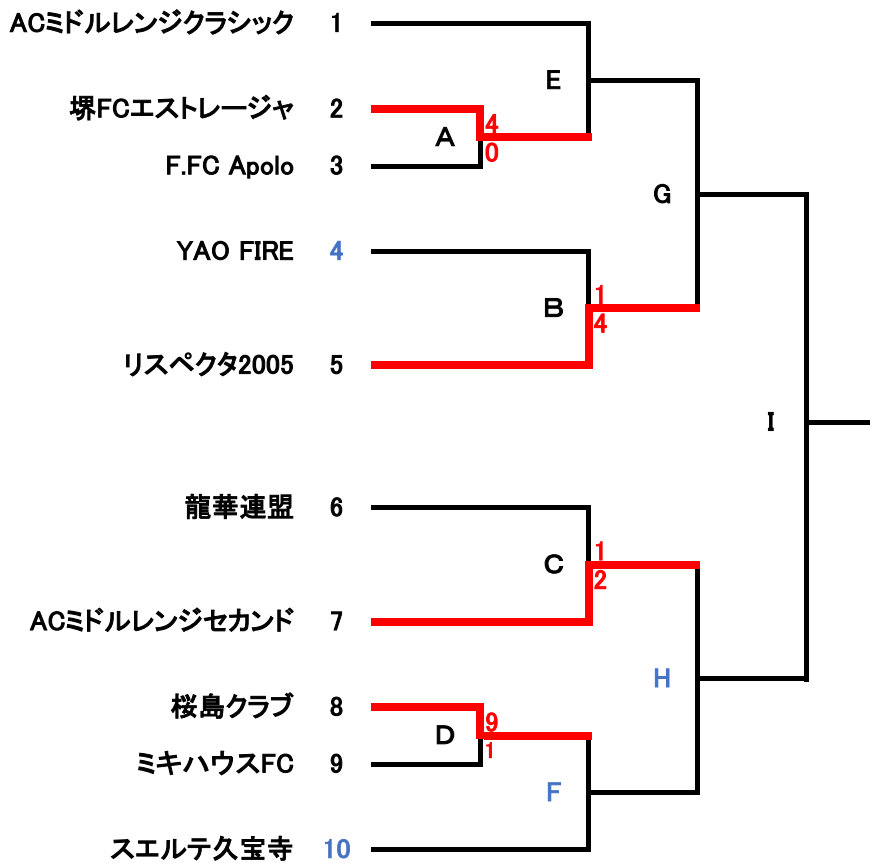 ACミドルレンジクラシック 1
E
堺FCエストレージャ 2
4
A
0
F.FC Apolo 3
G
YAO FIRE 4
1
B
4
リスペクタ2005 5
I
龍華連盟 6
1
C
2
ACミドルレンジセカンド 7
H
桜島クラブ 8
9
D
1
ミキハウスFC 9
F
スエルテ久宝寺 10